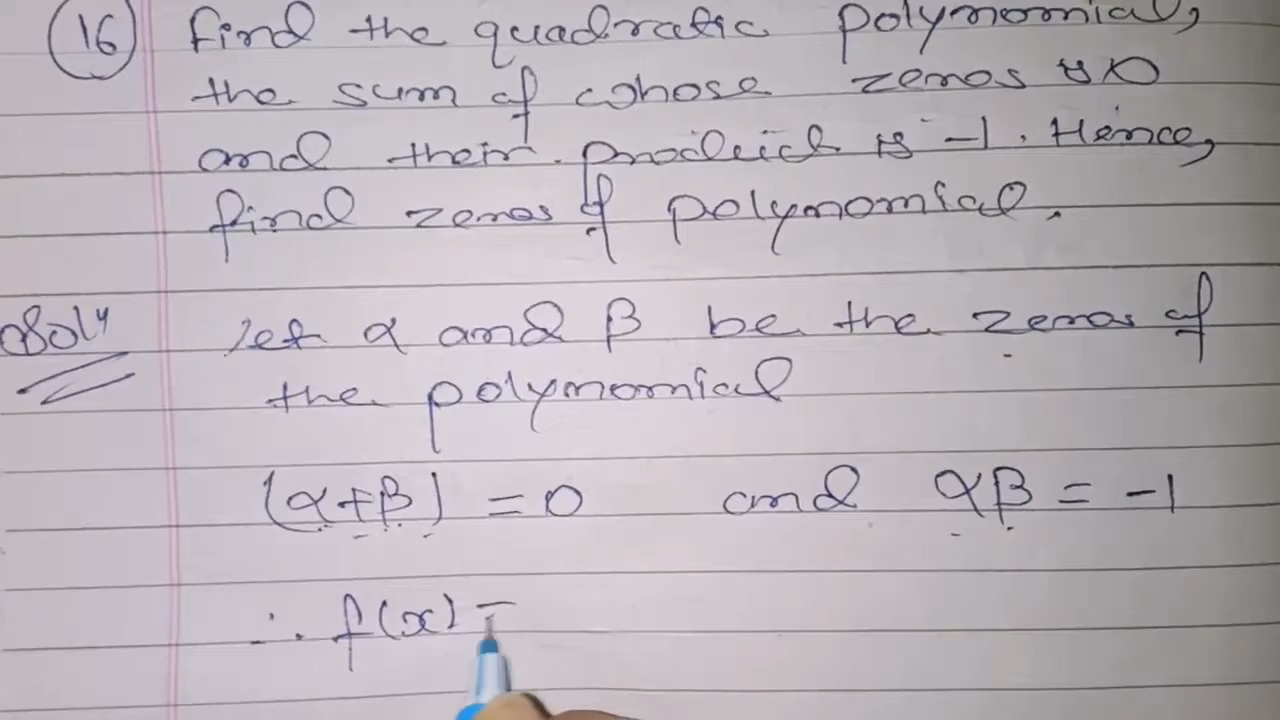 (16) Find the quadratic polynomial,
the sum of whose zeros is 0
and their product is -1. Hence,
find zeros of polynomial.
Solⁿ let α and β be the zeros of
the polynomial
(α+β) = 0 and αβ = -1
∴ f(x) =